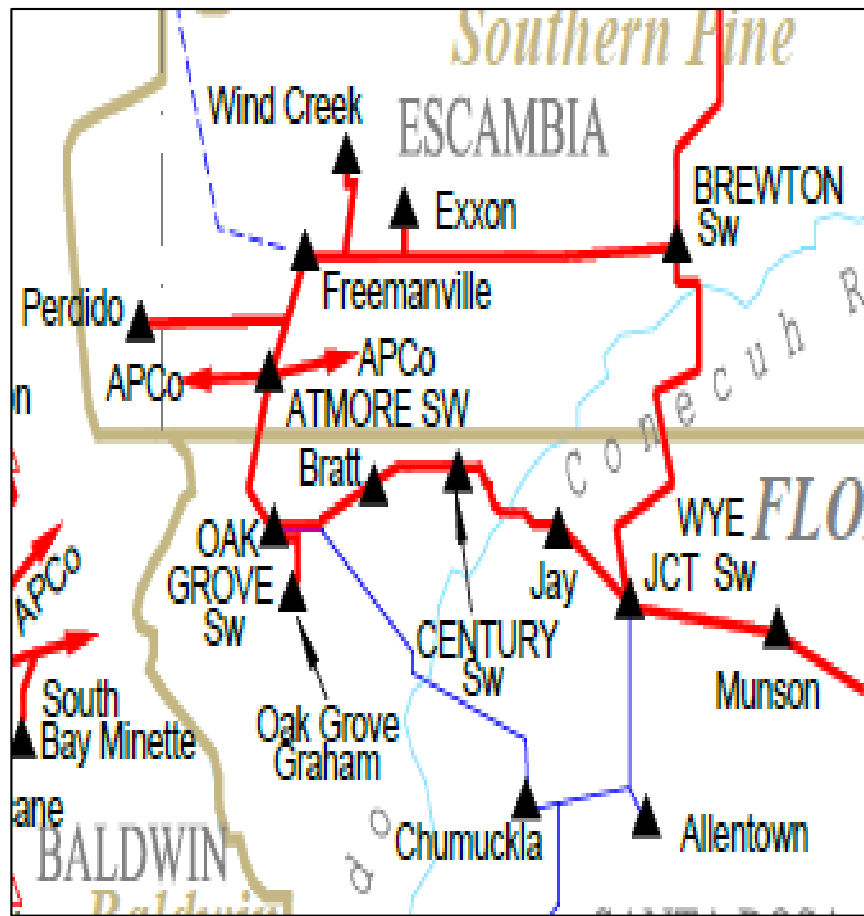 Southern Pine
Wind Creek
ESCAMBIA
Exxon
BREWTON
Sw
Freemanville
Perdido
APCo
APCo
ATMORE SW
Conecuh R
Bratt
WYE
FLO
JCT Sw
OAK
GROVE
Sw
Jay
APCo
CENTURY
Sw
Munson
South
Bay Minette
Oak Grove
Graham
Chumuckla
Allentown
BALDWIN
do
Baldwin